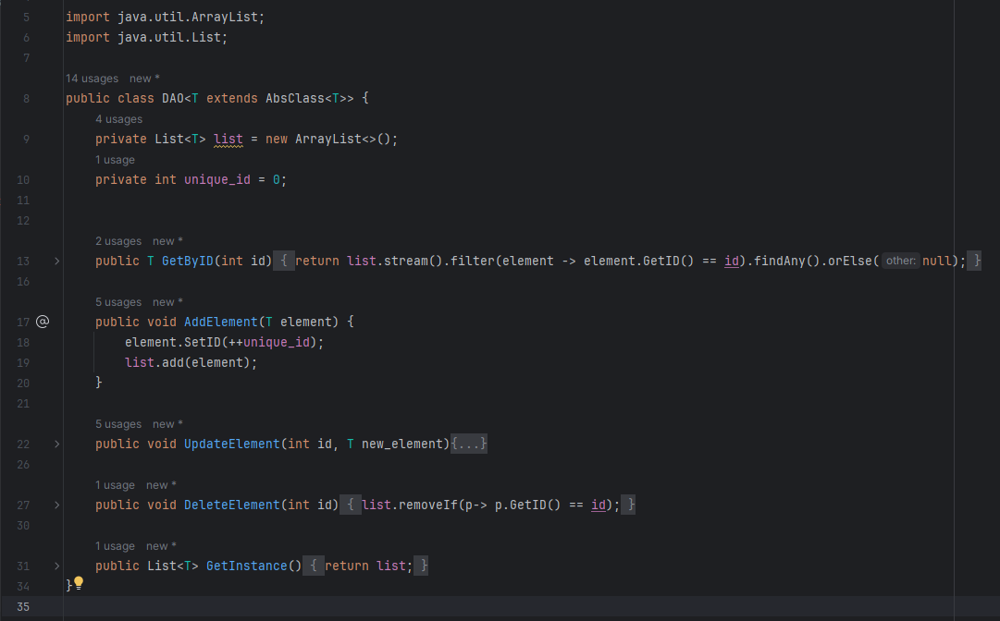 5 import java.util.ArrayList;
6 import java.util.List;
7
14 usages new *
8 public class DAO<T extends AbsClass<T>> {
4 usages
9 private List<T> list = new ArrayList<>();
1 usage
10 private int unique_id = 0;
11
12
2 usages new *
13 public T GetByID(int id) { return list.stream().filter(element -> element.GetID() == id).findAny().orElse( other: null); }
16
5 usages new *
17 @ public void AddElement(T element) {
18 element.SetID(++unique_id);
19 list.add(element);
20 }
21
5 usages new *
22 public void UpdateElement(int id, T new_element){...}
26
1 usage new *
27 public void DeleteElement(int id) { list.removeIf(p-> p.GetID() == id); }
30
1 usage new *
31 public List<T> GetInstance() { return list; }
34 }
35